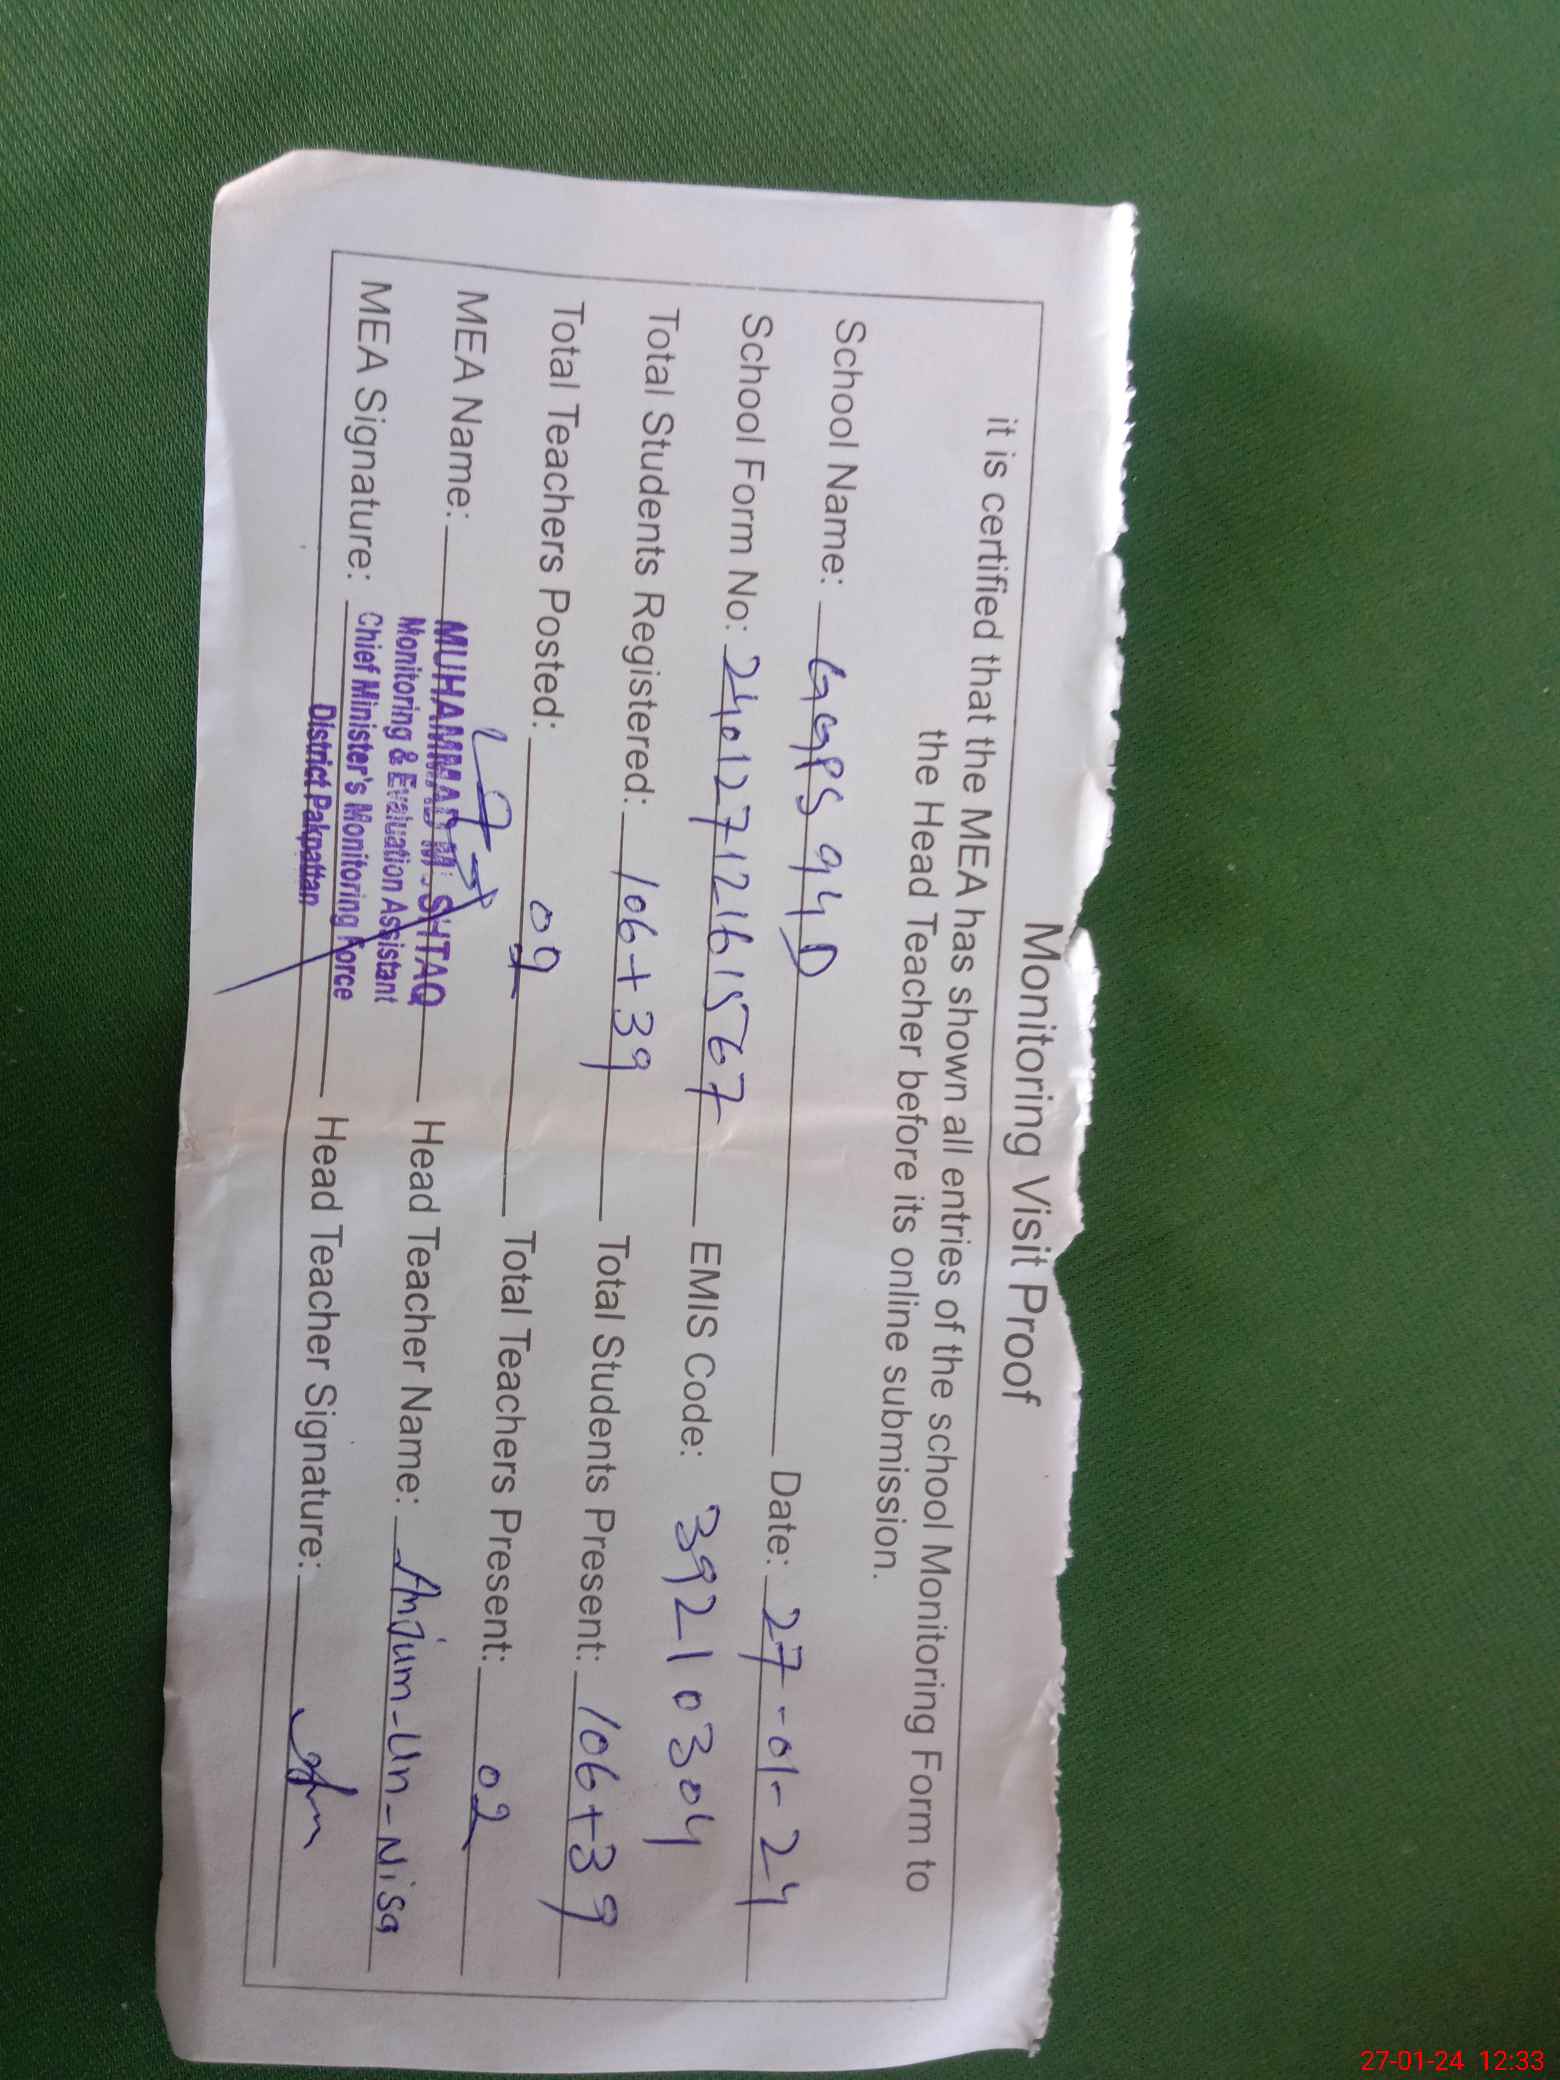 Monitoring Visit Proof
it is certified that the MEA has shown all entries of the school Monitoring Form to
the Head Teacher before its online submission.
School Name: GGPS 94D Date: 27-01-24
School Form No: 24012712161567 EMIS Code: 39210304
Total Students Registered: 106+39 Total Students Present: 106+39
Total Teachers Posted: Total Teachers Present: 02
MEA Name: MUHAMMAD MUSHTAQ Head Teacher Name: Anjum-Un-Nisa
Monitoring & Evaluation Assistant
MEA Signature: Chief Minister's Monitoring Force Head Teacher Signature:
District Pakpattan
27-01-24 12:33